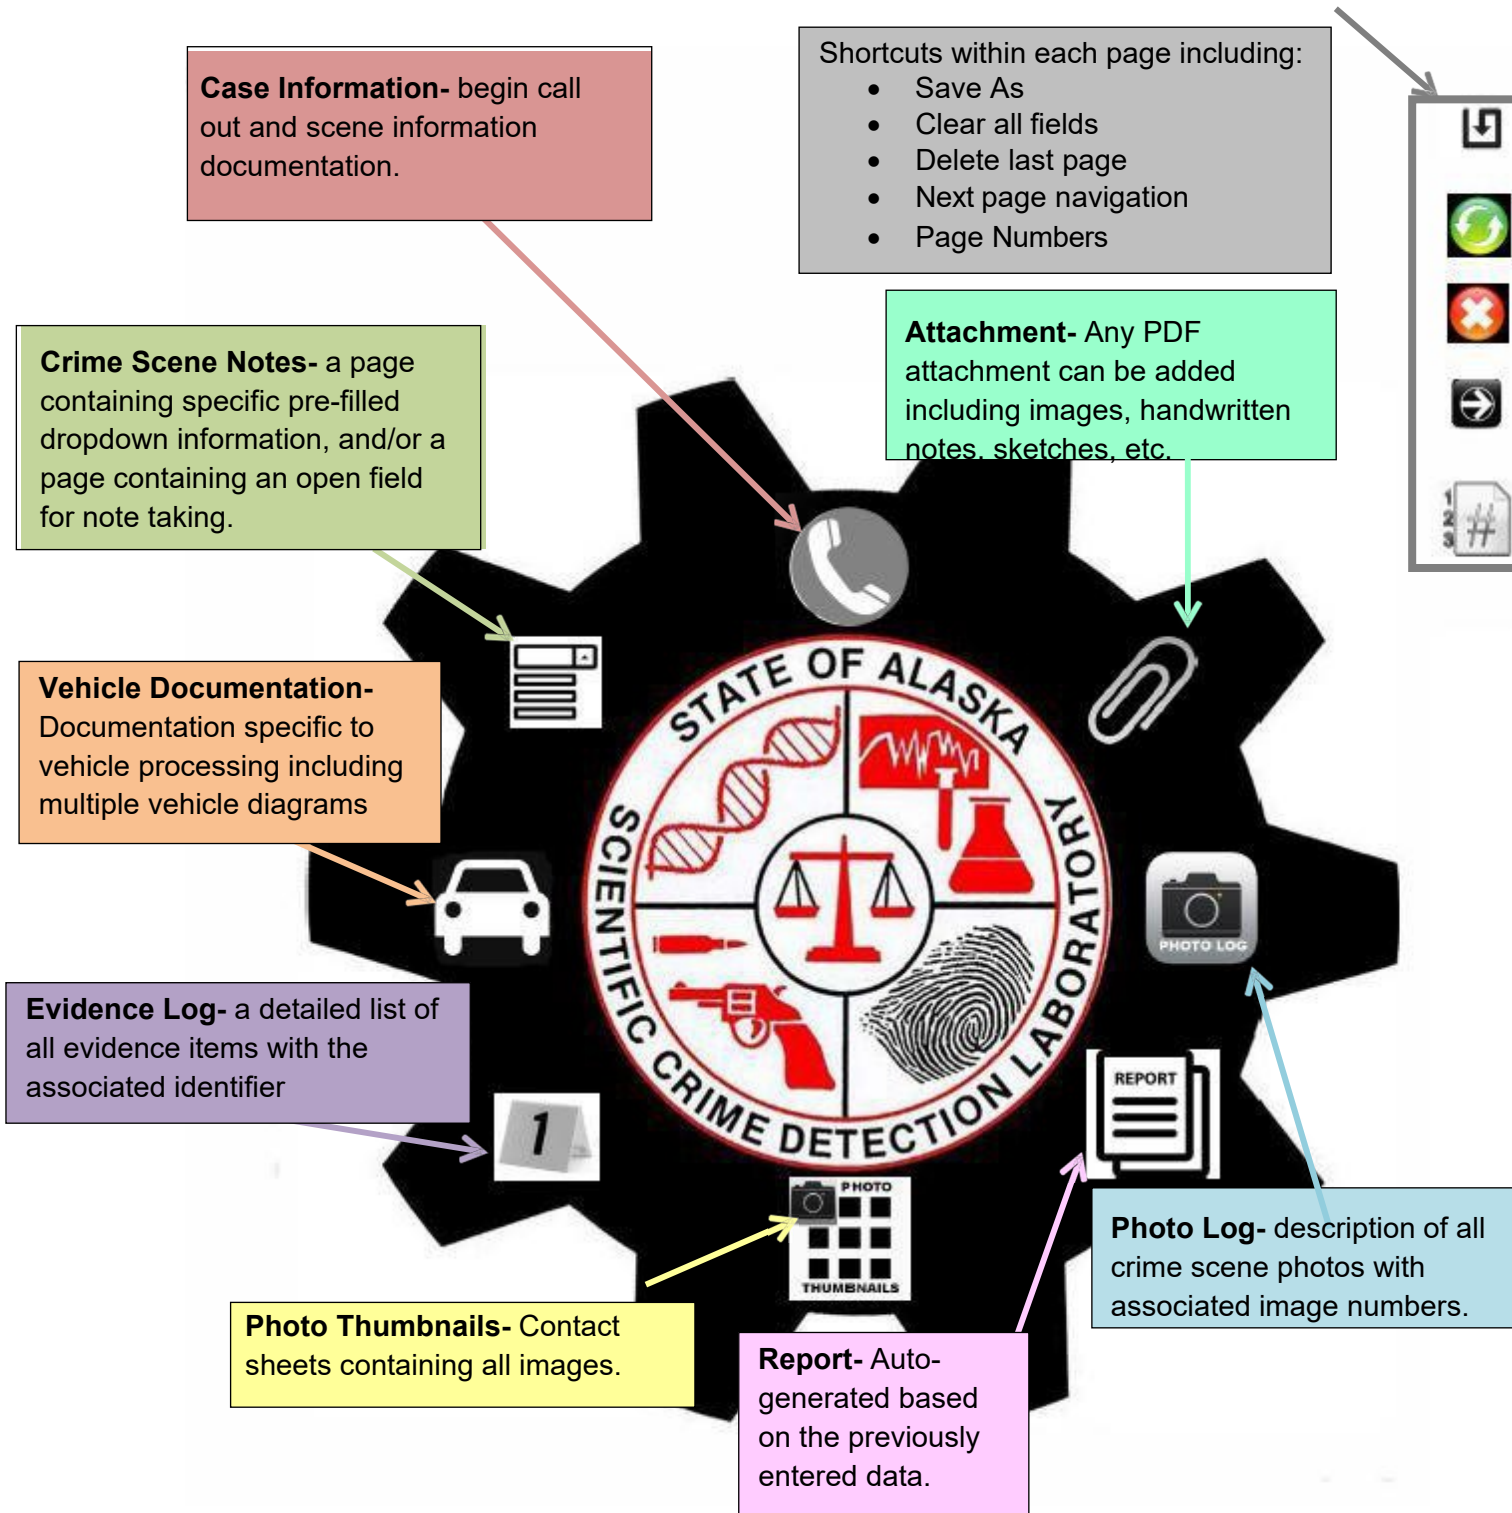 Case Information- begin call
out and scene information
documentation.
Shortcuts within each page including:
• Save As
• Clear all fields
• Delete last page
• Next page navigation
• Page Numbers
1
2
3
#
Crime Scene Notes- a page
containing specific pre-filled
dropdown information, and/or a
page containing an open field
for note taking.
Attachment- Any PDF
attachment can be added
including images, handwritten
notes, sketches, etc.
Vehicle Documentation-
Documentation specific to
vehicle processing including
multiple vehicle diagrams
STATE OF ALASKA
SCIENTIFIC CRIME DETECTION LABORATORY
PHOTO LOG
Evidence Log- a detailed list of
all evidence items with the
associated identifier
1
REPORT
PHOTO
THUMBNAILS
Photo Log- description of all
crime scene photos with
associated image numbers.
Photo Thumbnails- Contact
sheets containing all images.
Report- Auto-
generated based
on the previously
entered data.